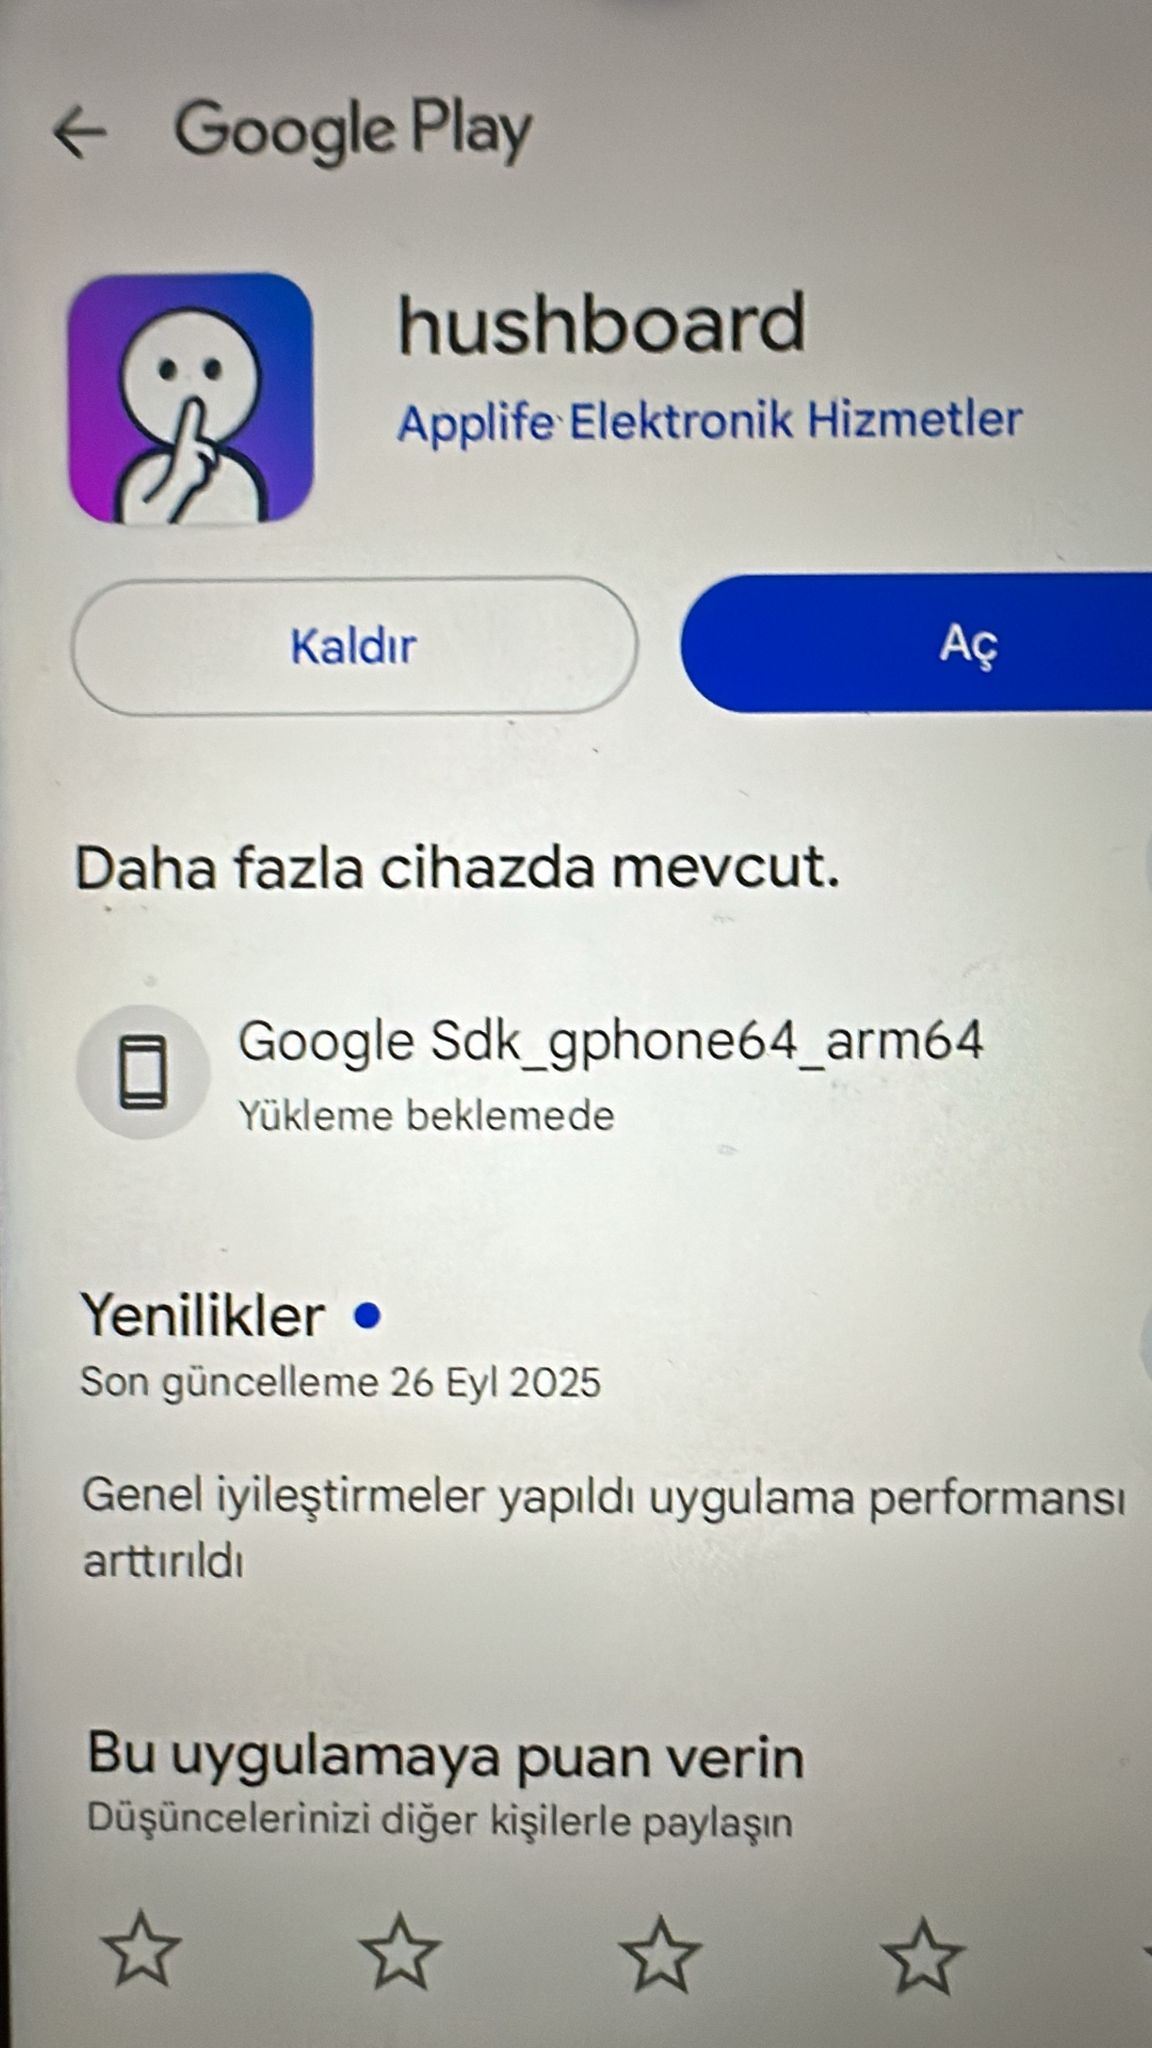 Google Play
hushboard
Applife Elektronik Hizmetler
Kaldır
Aç
Daha fazla cihazda mevcut.
Google Sdk_gphone64_arm64
Yükleme beklemede
Yenilikler
Son güncelleme 26 Eyl 2025
Genel iyileştirmeler yapıldı uygulama performansı
arttırıldı
Bu uygulamaya puan verin
Düşüncelerinizi diğer kişilerle paylaşın